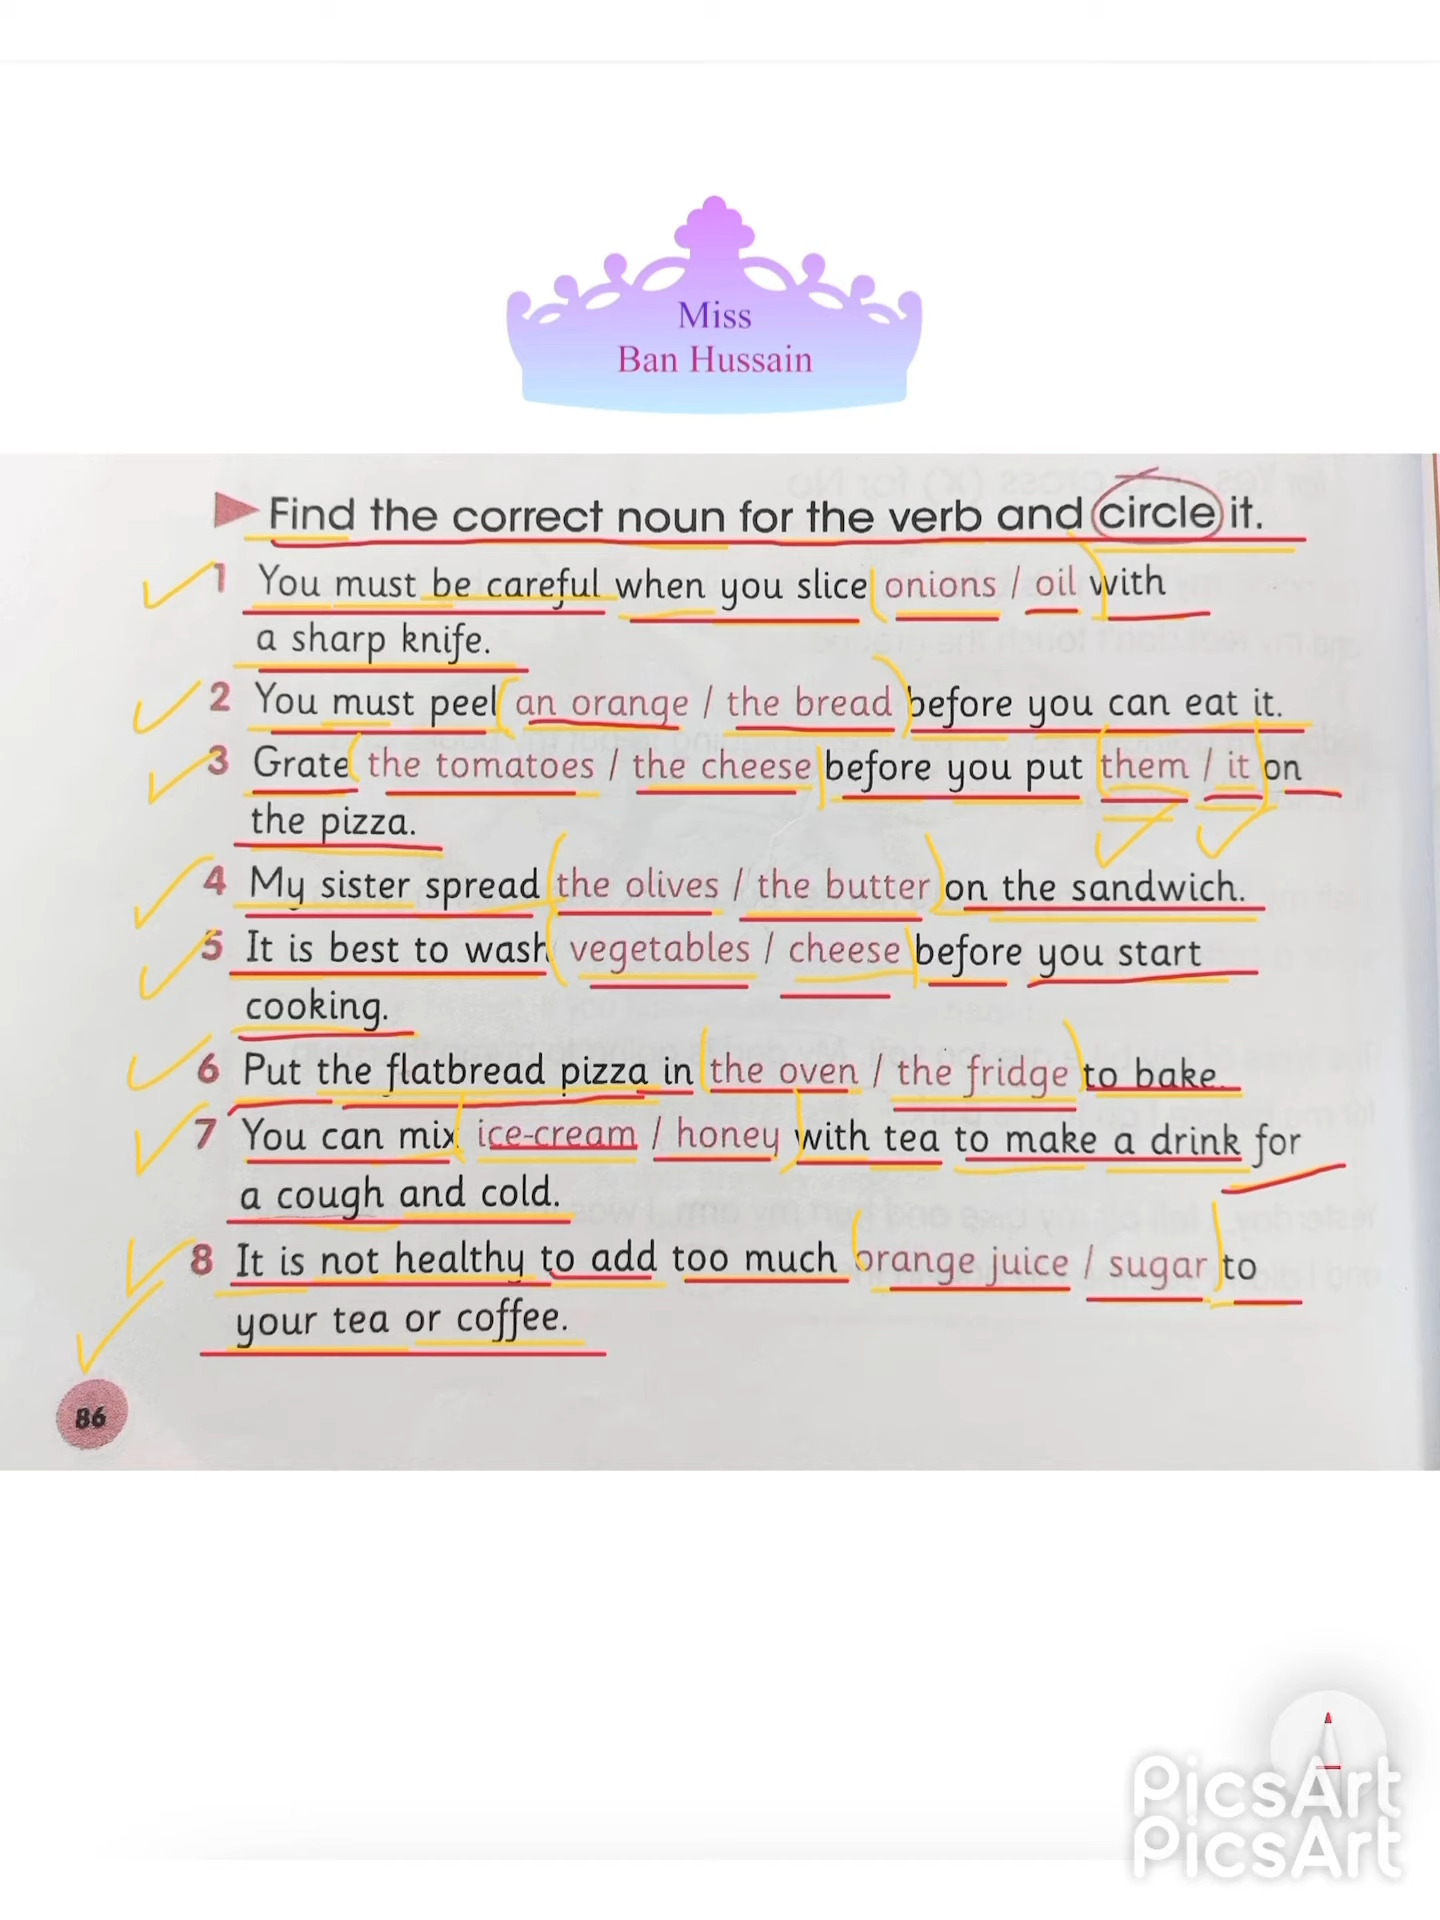 Miss
Ban Hussain
Find the correct noun for the verb and circle it.
1 You must be careful when you slice onions / oil with
a sharp knife.
2 You must peel an orange / the bread before you can eat it.
3 Grate the tomatoes / the cheese before you put them / it on
the pizza.
4 My sister spread the olives / the butter on the sandwich.
5 It is best to wash vegetables / cheese before you start
cooking.
6 Put the flatbread pizza in the oven / the fridge to bake.
7 You can mix ice-cream / honey with tea to make a drink for
a cough and cold.
8 It is not healthy to add too much orange juice / sugar to
your tea or coffee.
86
PicsArt
PicsArt